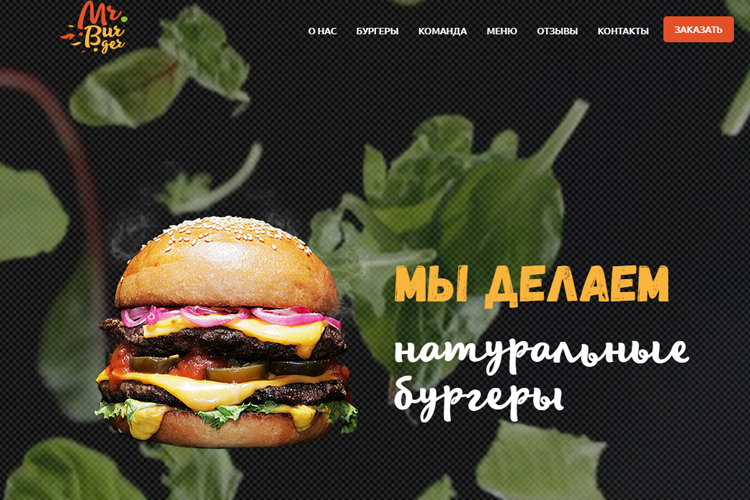 Mr.
Bur
ger
О НАС БУРГЕРЫ КОМАНДА МЕНЮ ОТЗЫВЫ КОНТАКТЫ ЗАКАЗАТЬ
МЫ ДЕЛАЕМ
натуральные
бургеры